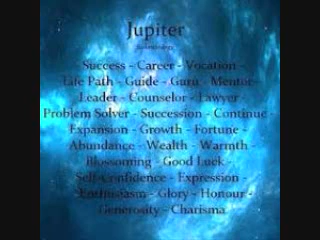 Jupiter
- Success - Career - Vocation -
Life Path - Guide - Guru - Mentor -
Leader - Counselor - Lawyer -
Problem Solver - Succession - Continue -
Expansion - Growth - Fortune -
Abundance - Wealth - Warmth -
Blossoming - Good Luck -
Self-Confidence - Expression -
Enthusiasm - Glory - Honour -
Generosity - Charisma